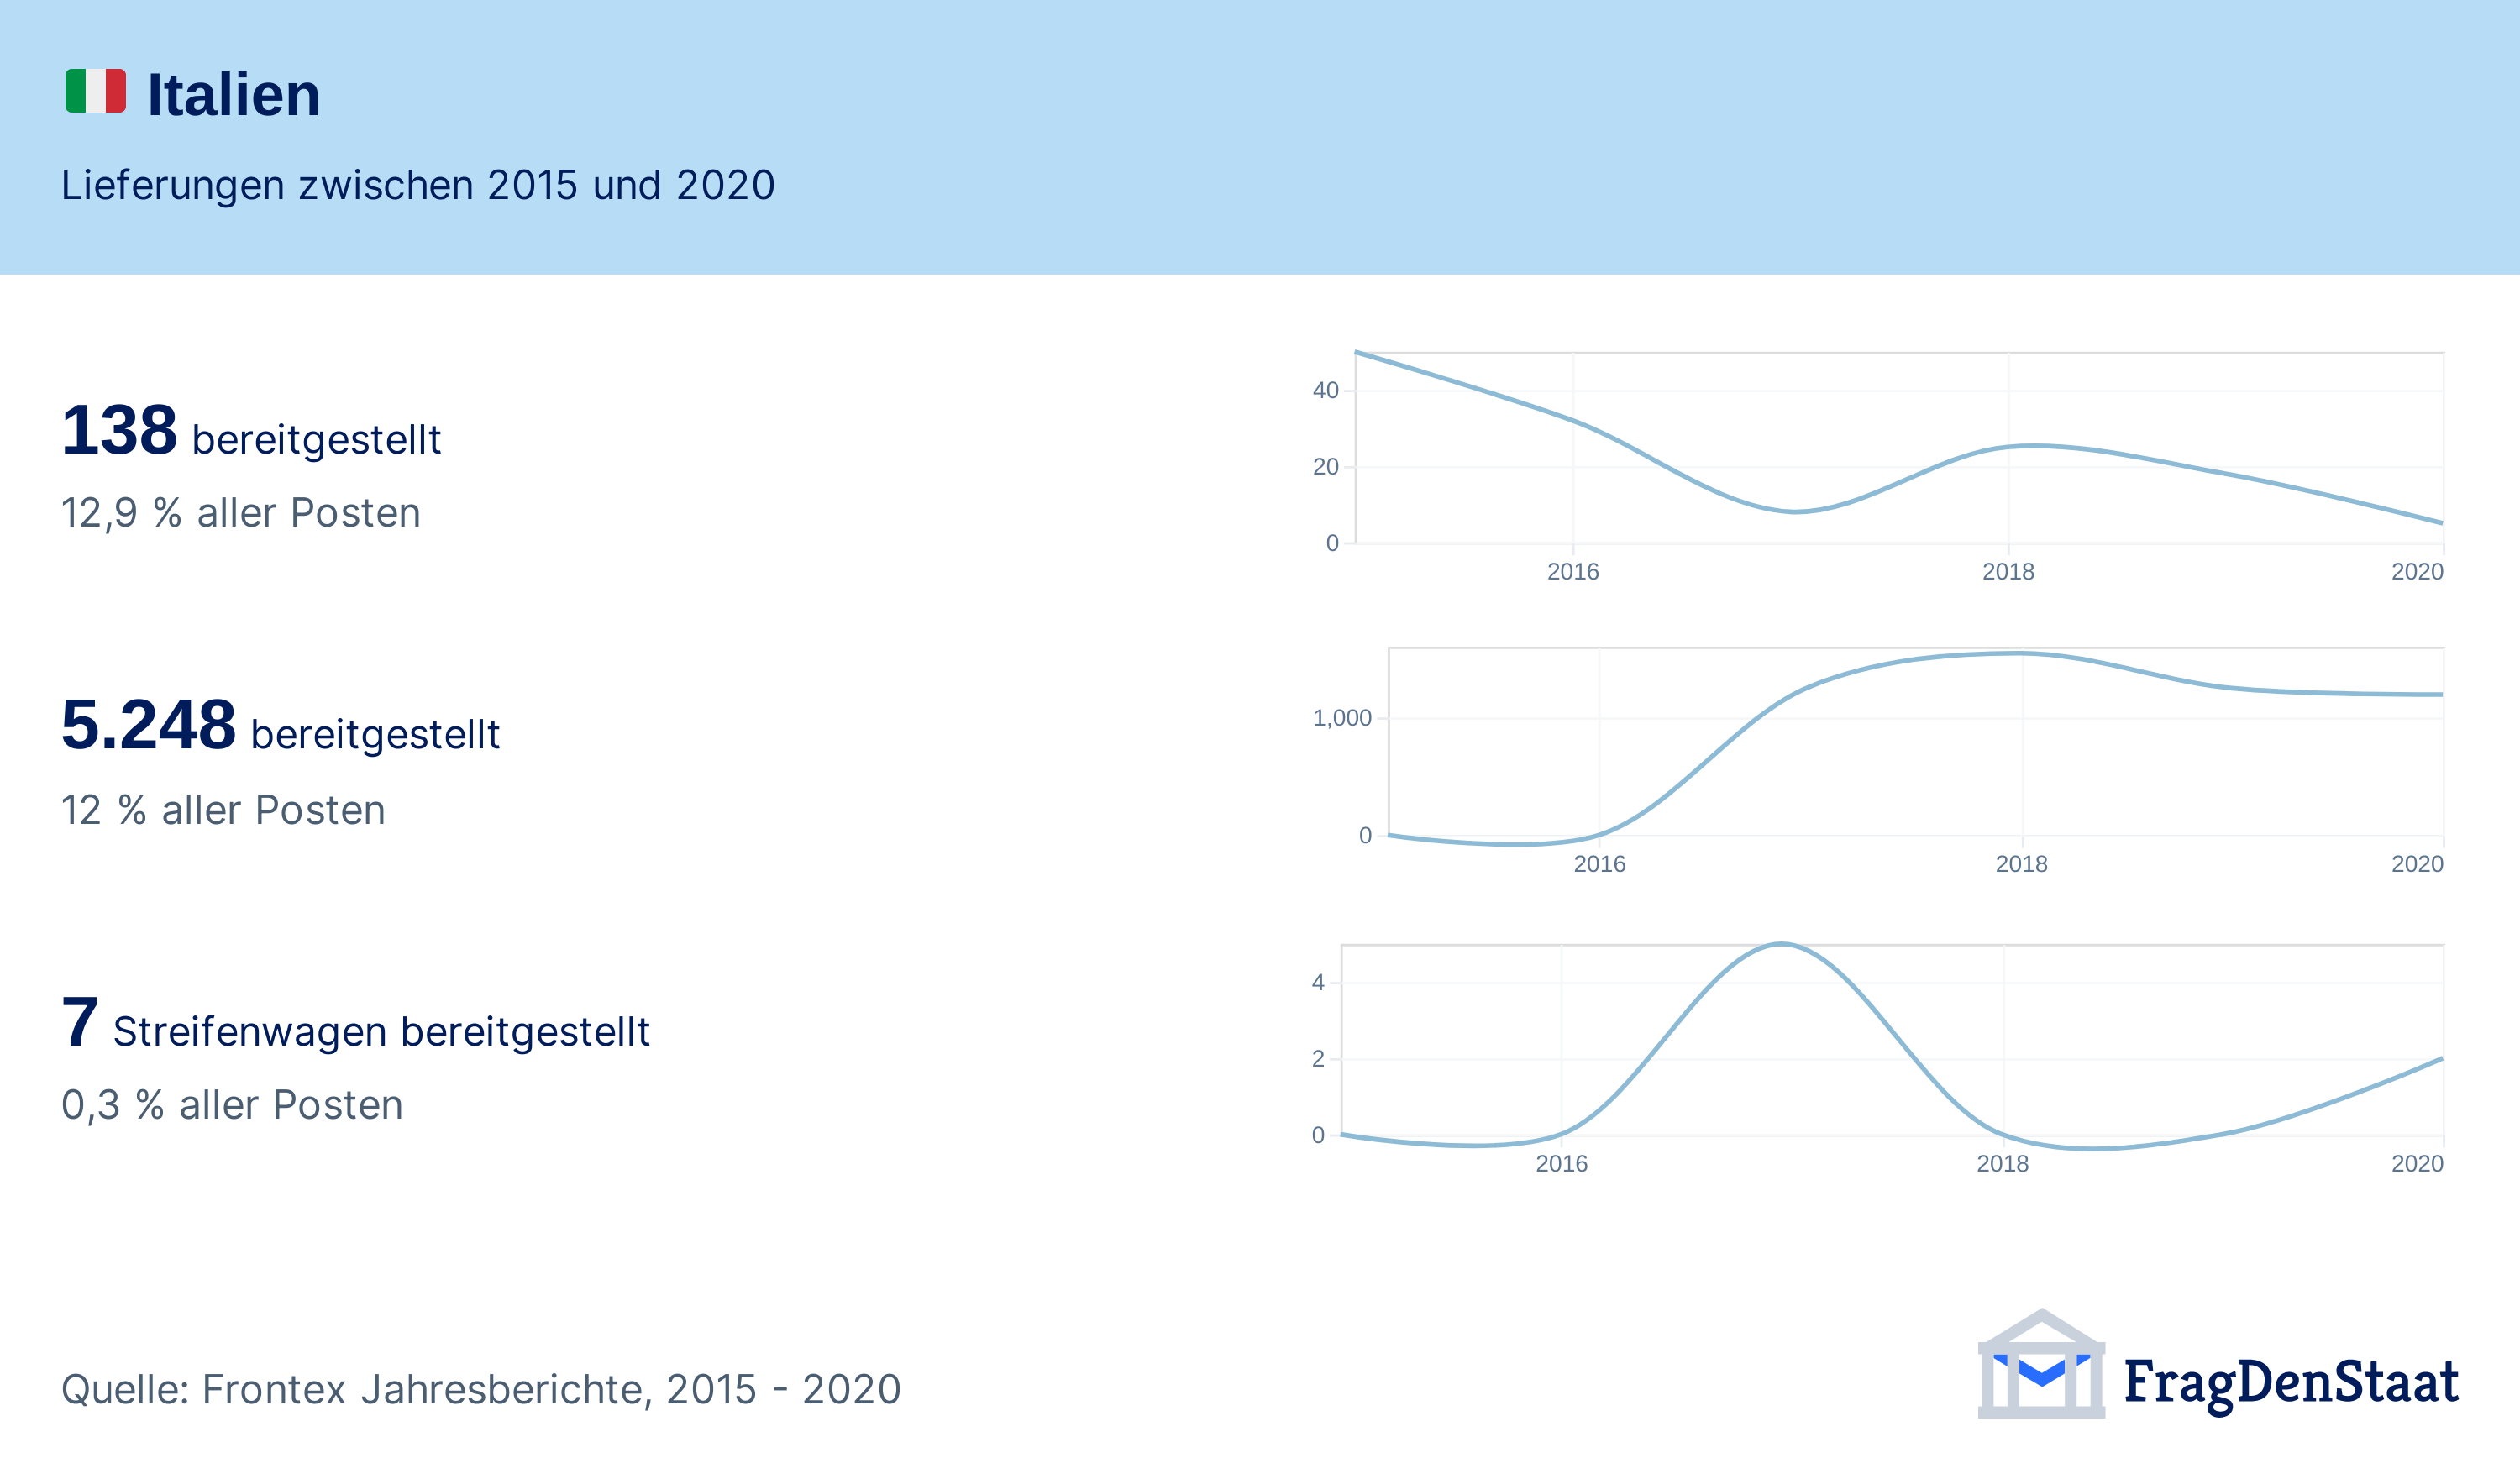 Italien
Lieferungen zwischen 2015 und 2020
138 bereitgestellt
12,9 % aller Posten
40
20
0
2016 2018 2020
5.248 bereitgestellt
12 % aller Posten
1,000
0
2016 2018 2020
7 Streifenwagen bereitgestellt
0,3 % aller Posten
4
2
0
2016 2018 2020
Quelle: Frontex Jahresberichte, 2015 - 2020
FragDenStaat